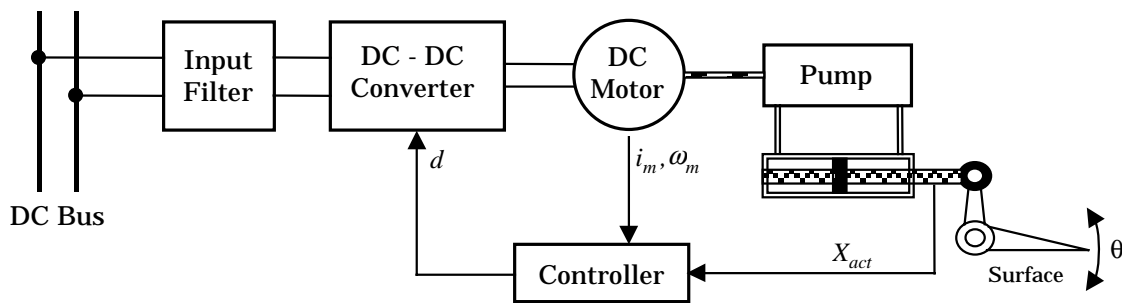 Input
Filter
DC - DC
Converter
DC
Motor
Pump
d
i_m, ω_m
DC Bus
Controller
X_act
Surface
θ